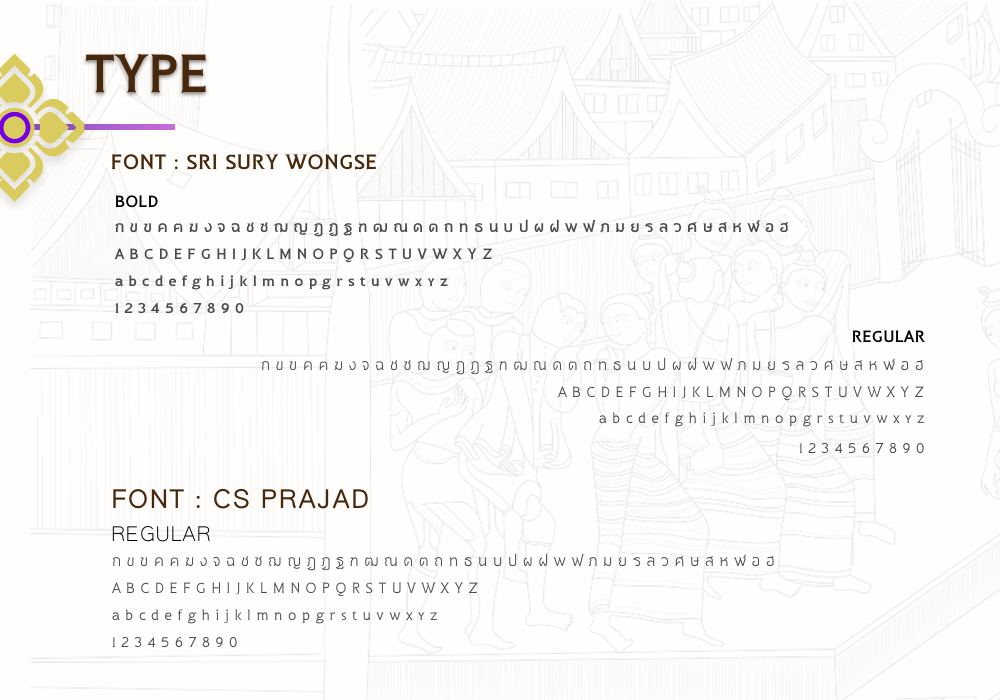 TYPE
FONT : SRI SURY WONGSE
BOLD
ก ข ฃ ค ฅ ฆ ง จ ฉ ช ซ ฌ ญ ฎ ฏ ฐ ฑ ฒ ณ ด ต ถ ท ธ น บ ป ผ ฝ พ ฟ ภ ม ย ร ล ว ศ ษ ส ห ฬ อ ฮ
A B C D E F G H I J K L M N O P Q R S T U V W X Y Z
a b c d e f g h i j k l m n o p g r s t u v w x y z
1 2 3 4 5 6 7 8 9 0
REGULAR
ก ข ฃ ค ฅ ฆ ง จ ฉ ช ซ ฌ ญ ฎ ฏ ฐ ฑ ฒ ณ ด ต ถ ท ธ น บ ป ผ ฝ พ ฟ ภ ม ย ร ล ว ศ ษ ส ห ฬ อ ฮ
A B C D E F G H I J K L M N O P Q R S T U V W X Y Z
a b c d e f g h i j k l m n o p g r s t u v w x y z
1 2 3 4 5 6 7 8 9 0
FONT : CS PRAJAD
REGULAR
ก ข ฃ ค ฅ ฆ ง จ ฉ ช ซ ฌ ญ ฎ ฏ ฐ ฑ ฒ ณ ด ต ถ ท ธ น บ ป ผ ฝ พ ฟ ภ ม ย ร ล ว ศ ษ ส ห ฬ อ ฮ
A B C D E F G H I J K L M N O P Q R S T U V W X Y Z
a b c d e f g h i j k l m n o p g r s t u v w x y z
1 2 3 4 5 6 7 8 9 0